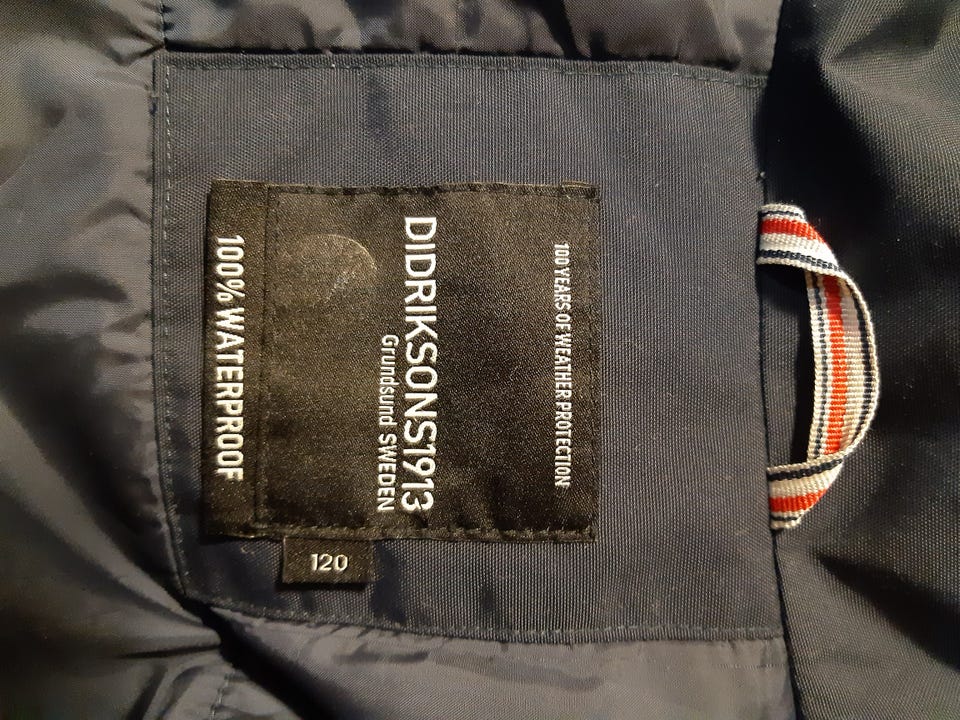 100 YEARS OF WEATHER PROTECTION
DIDRIKSONS1913
Grundsund SWEDEN
100% WATERPROOF
120